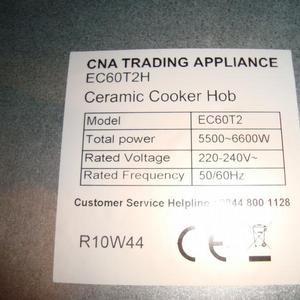 CNA TRADING APPLIANCE
EC60T2H
Ceramic Cooker Hob
Model EC60T2
Total power 5500~6600W
Rated Voltage 220-240V~
Rated Frequency 50/60Hz
Customer Service Helpline : 0844 800 1128
R10W44 CE